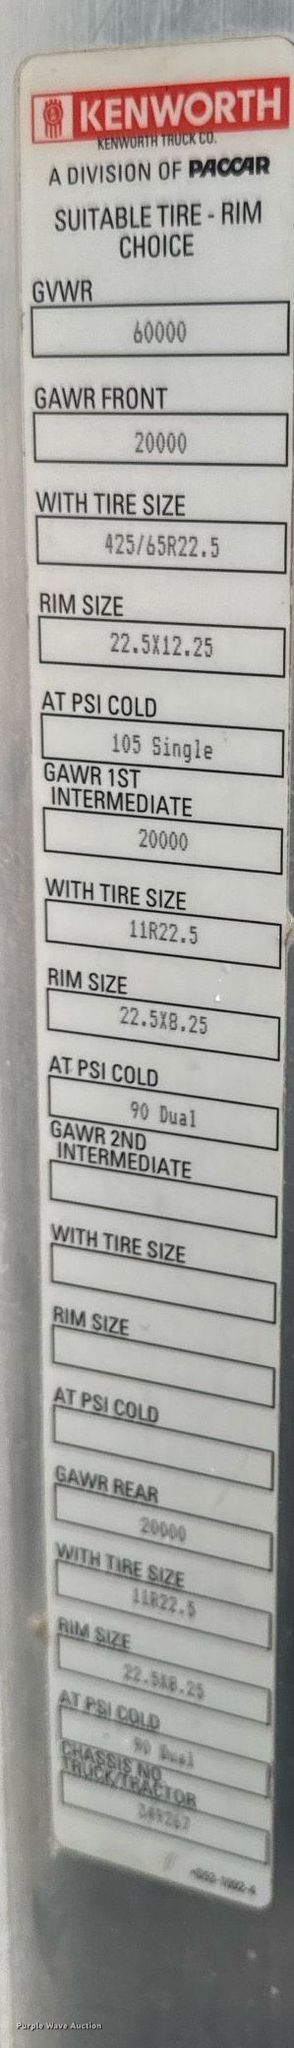 KENWORTH
KENWORTH TRUCK CO.
A DIVISION OF PACCAR
SUITABLE TIRE - RIM
CHOICE
GVWR
60000
GAWR FRONT
20000
WITH TIRE SIZE
425/65R22.5
RIM SIZE
22.5X12.25
AT PSI COLD
105 Single
GAWR 1ST
INTERMEDIATE
20000
WITH TIRE SIZE
11R22.5
RIM SIZE
22.5X8.25
AT PSI COLD
90 Dual
GAWR 2ND
INTERMEDIATE
WITH TIRE SIZE
RIM SIZE
AT PSI COLD
GAWR REAR
20000
WITH TIRE SIZE
11R22.5
RIM SIZE
22.5X8.25
AT PSI COLD
90 Dual
CHASSIS NO
TRUCK/TRACTOR
Purple Wave Auction